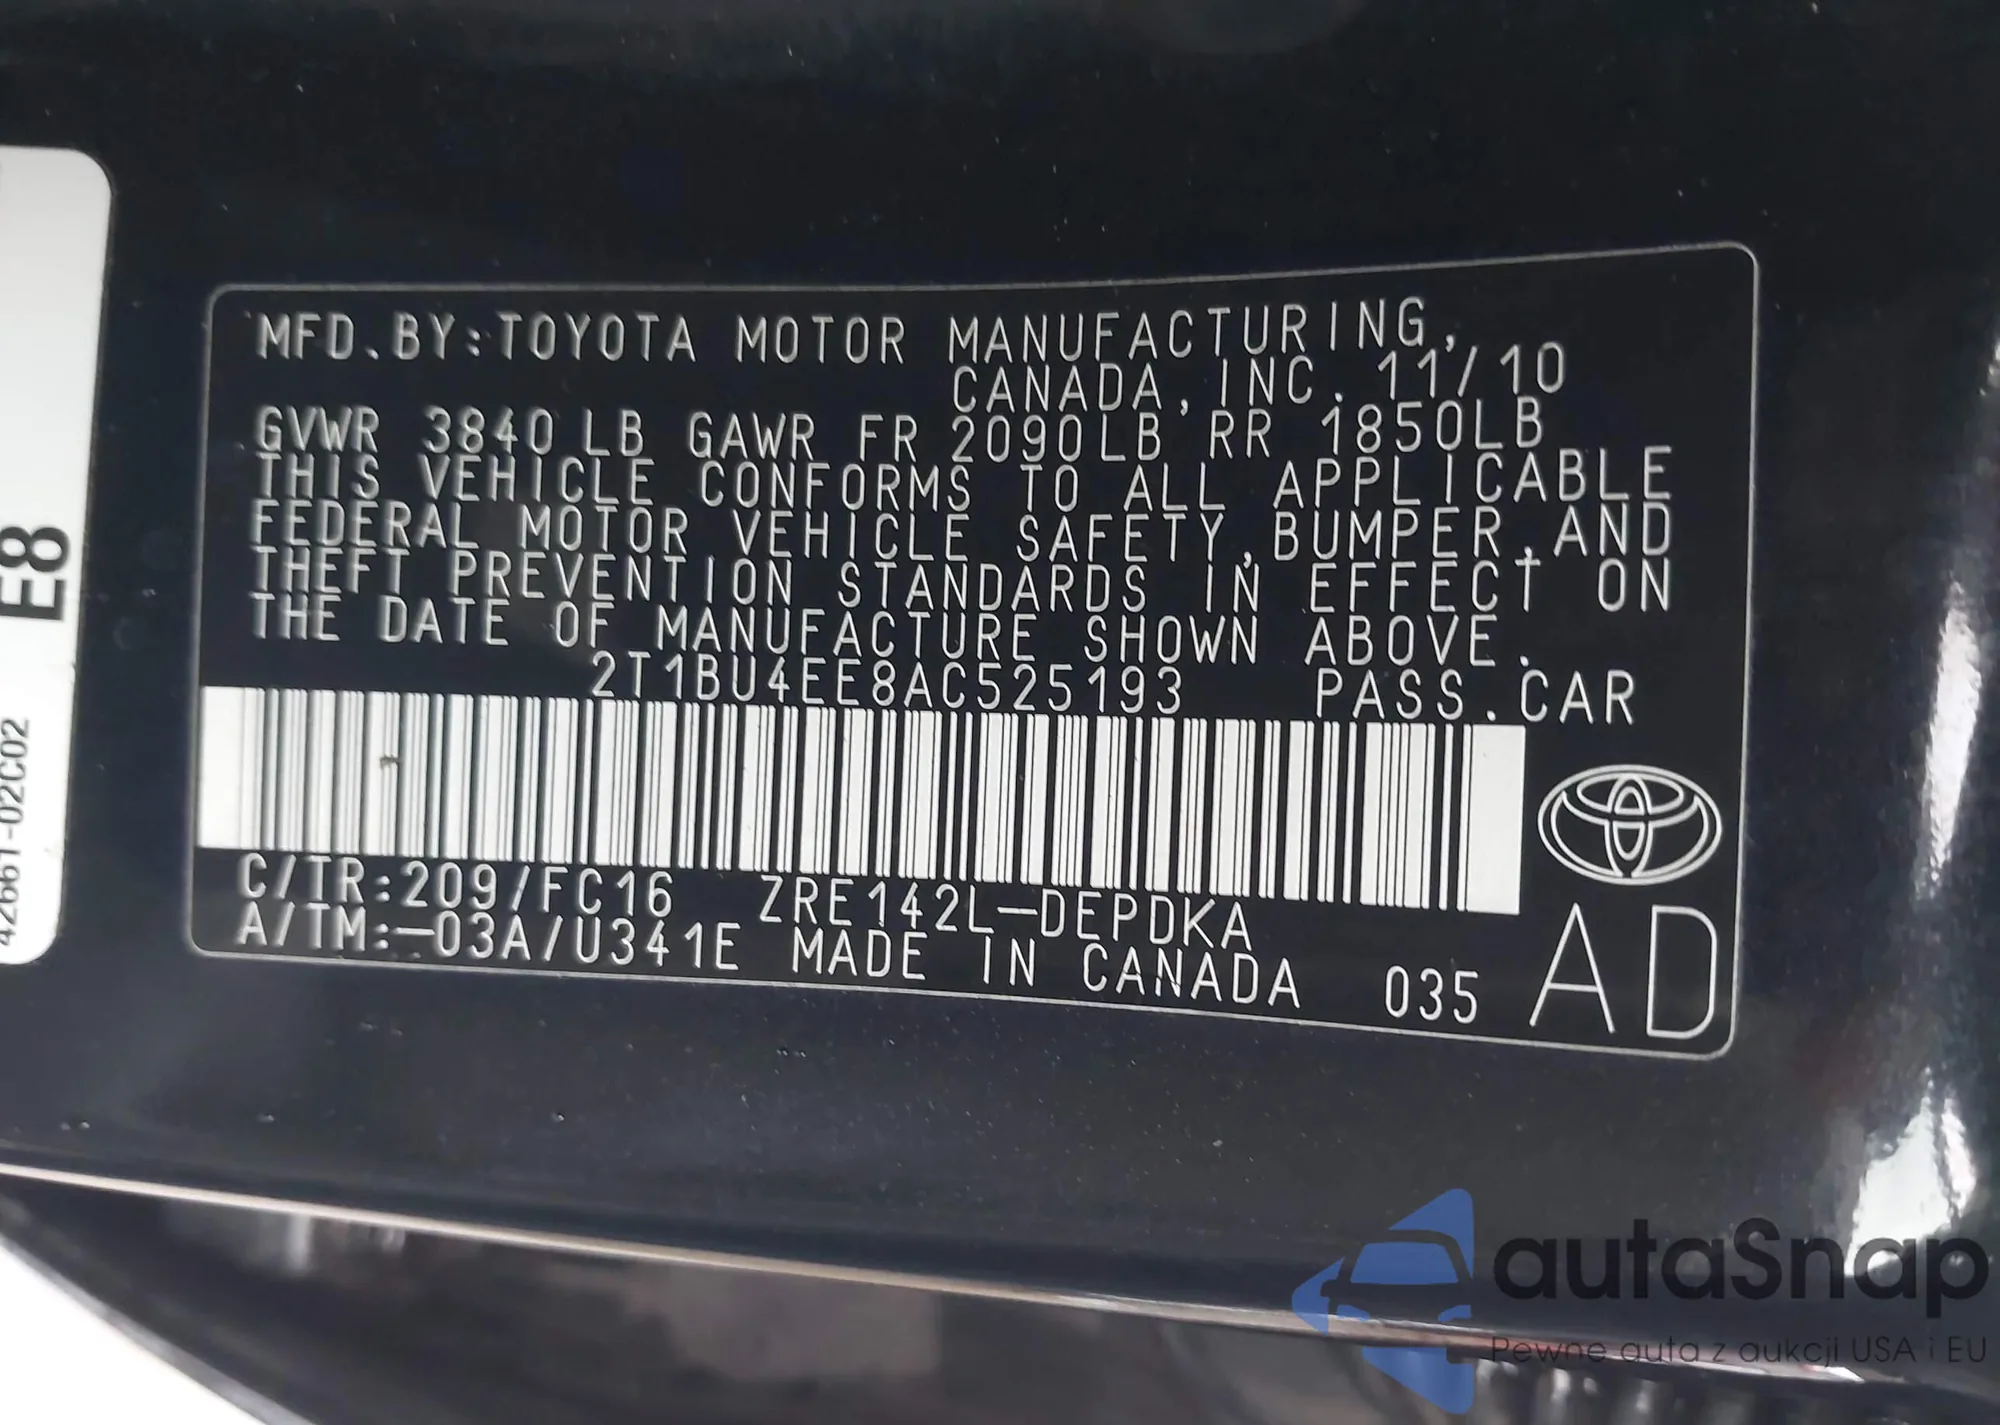 MFD.BY:TOYOTA MOTOR MANUFACTURING,
CANADA, INC. 11/10
GVWR 3840 LB GAWR FR 2090LB RR 1850LB
THIS VEHICLE CONFORMS TO ALL APPLICABLE
FEDERAL MOTOR VEHICLE SAFETY,BUMPER,AND
THEFT PREVENTION STANDARDS IN EFFECT ON
THE DATE OF MANUFACTURE SHOWN ABOVE.
2T1BU4EE8AC525193 PASS.CAR
C/TR:209/FC16 ZRE142L-DEPDKA
A/TM:-03A/U341E MADE IN CANADA 035
AD
E8
42661-02C02
autaSnap
Pewne auta z aukcji USA i EU